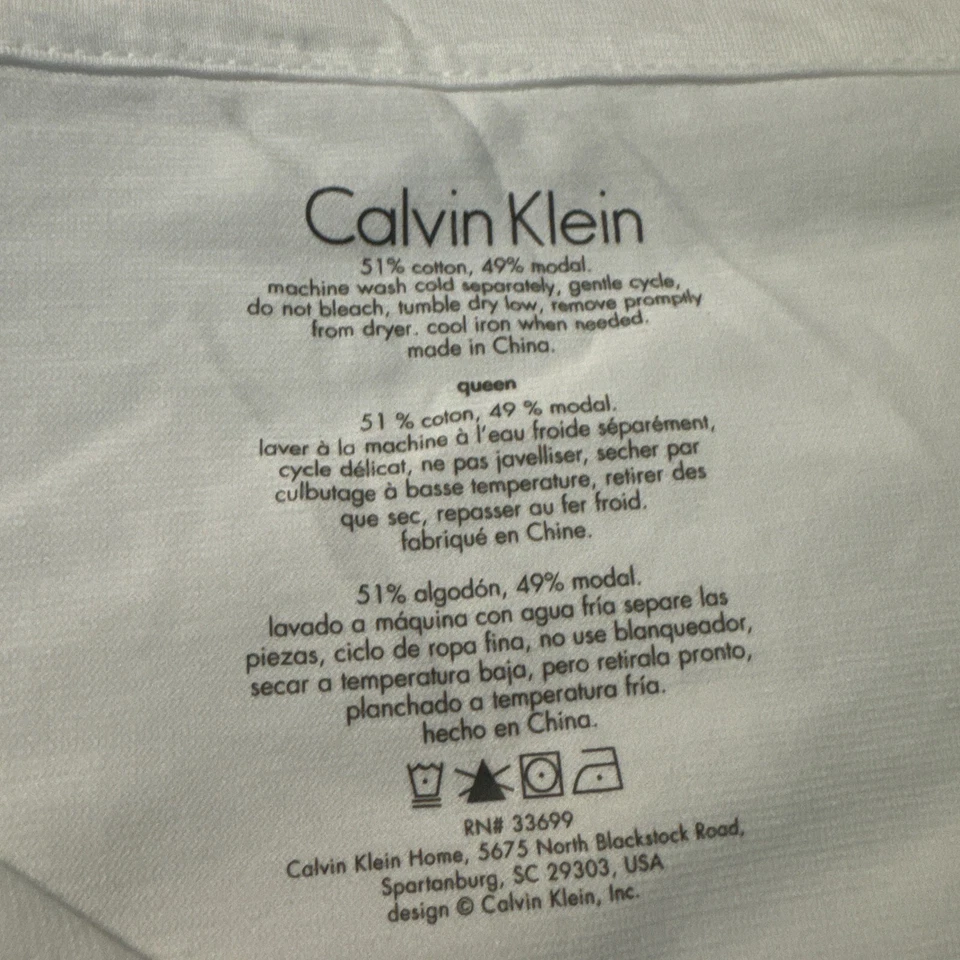 Calvin Klein
51% cotton, 49% modal.
machine wash cold separately, gentle cycle,
do not bleach, tumble dry low, remove promptly
from dryer. cool iron when needed.
made in China.
queen
51 % coton, 49 % modal.
laver à la machine à l'eau froide séparément,
cycle délicat, ne pas javelliser, secher par
culbutage à basse temperature, retirer des
que sec, repasser au fer froid.
fabriqué en Chine.
51% algodón, 49% modal.
lavado a máquina con agua fría separe las
piezas, ciclo de ropa fina, no use blanqueador,
secar a temperatura baja, pero retirala pronto,
planchado a temperatura fría.
hecho en China.
RN# 33699
Calvin Klein Home, 5675 North Blackstock Road,
Spartanburg, SC 29303, USA
design © Calvin Klein, Inc.